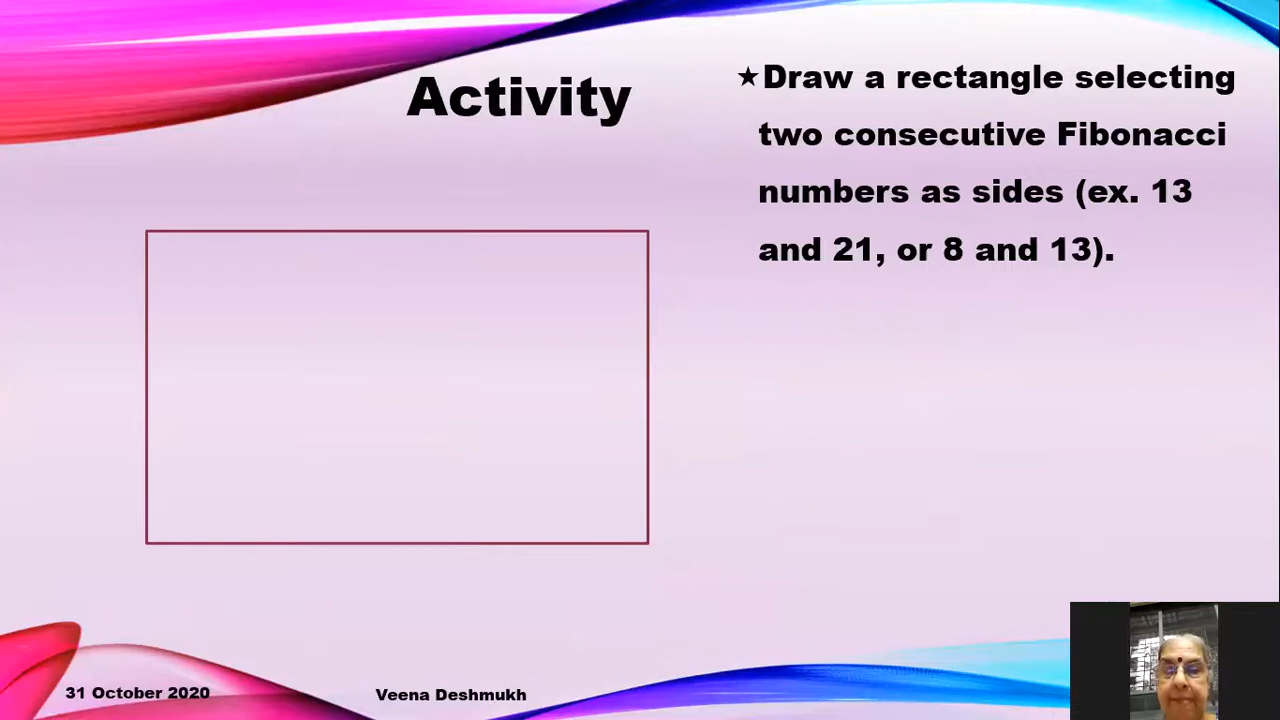 Activity
★Draw a rectangle selecting
two consecutive Fibonacci
numbers as sides (ex. 13
and 21, or 8 and 13).
31 October 2020
Veena Deshmukh